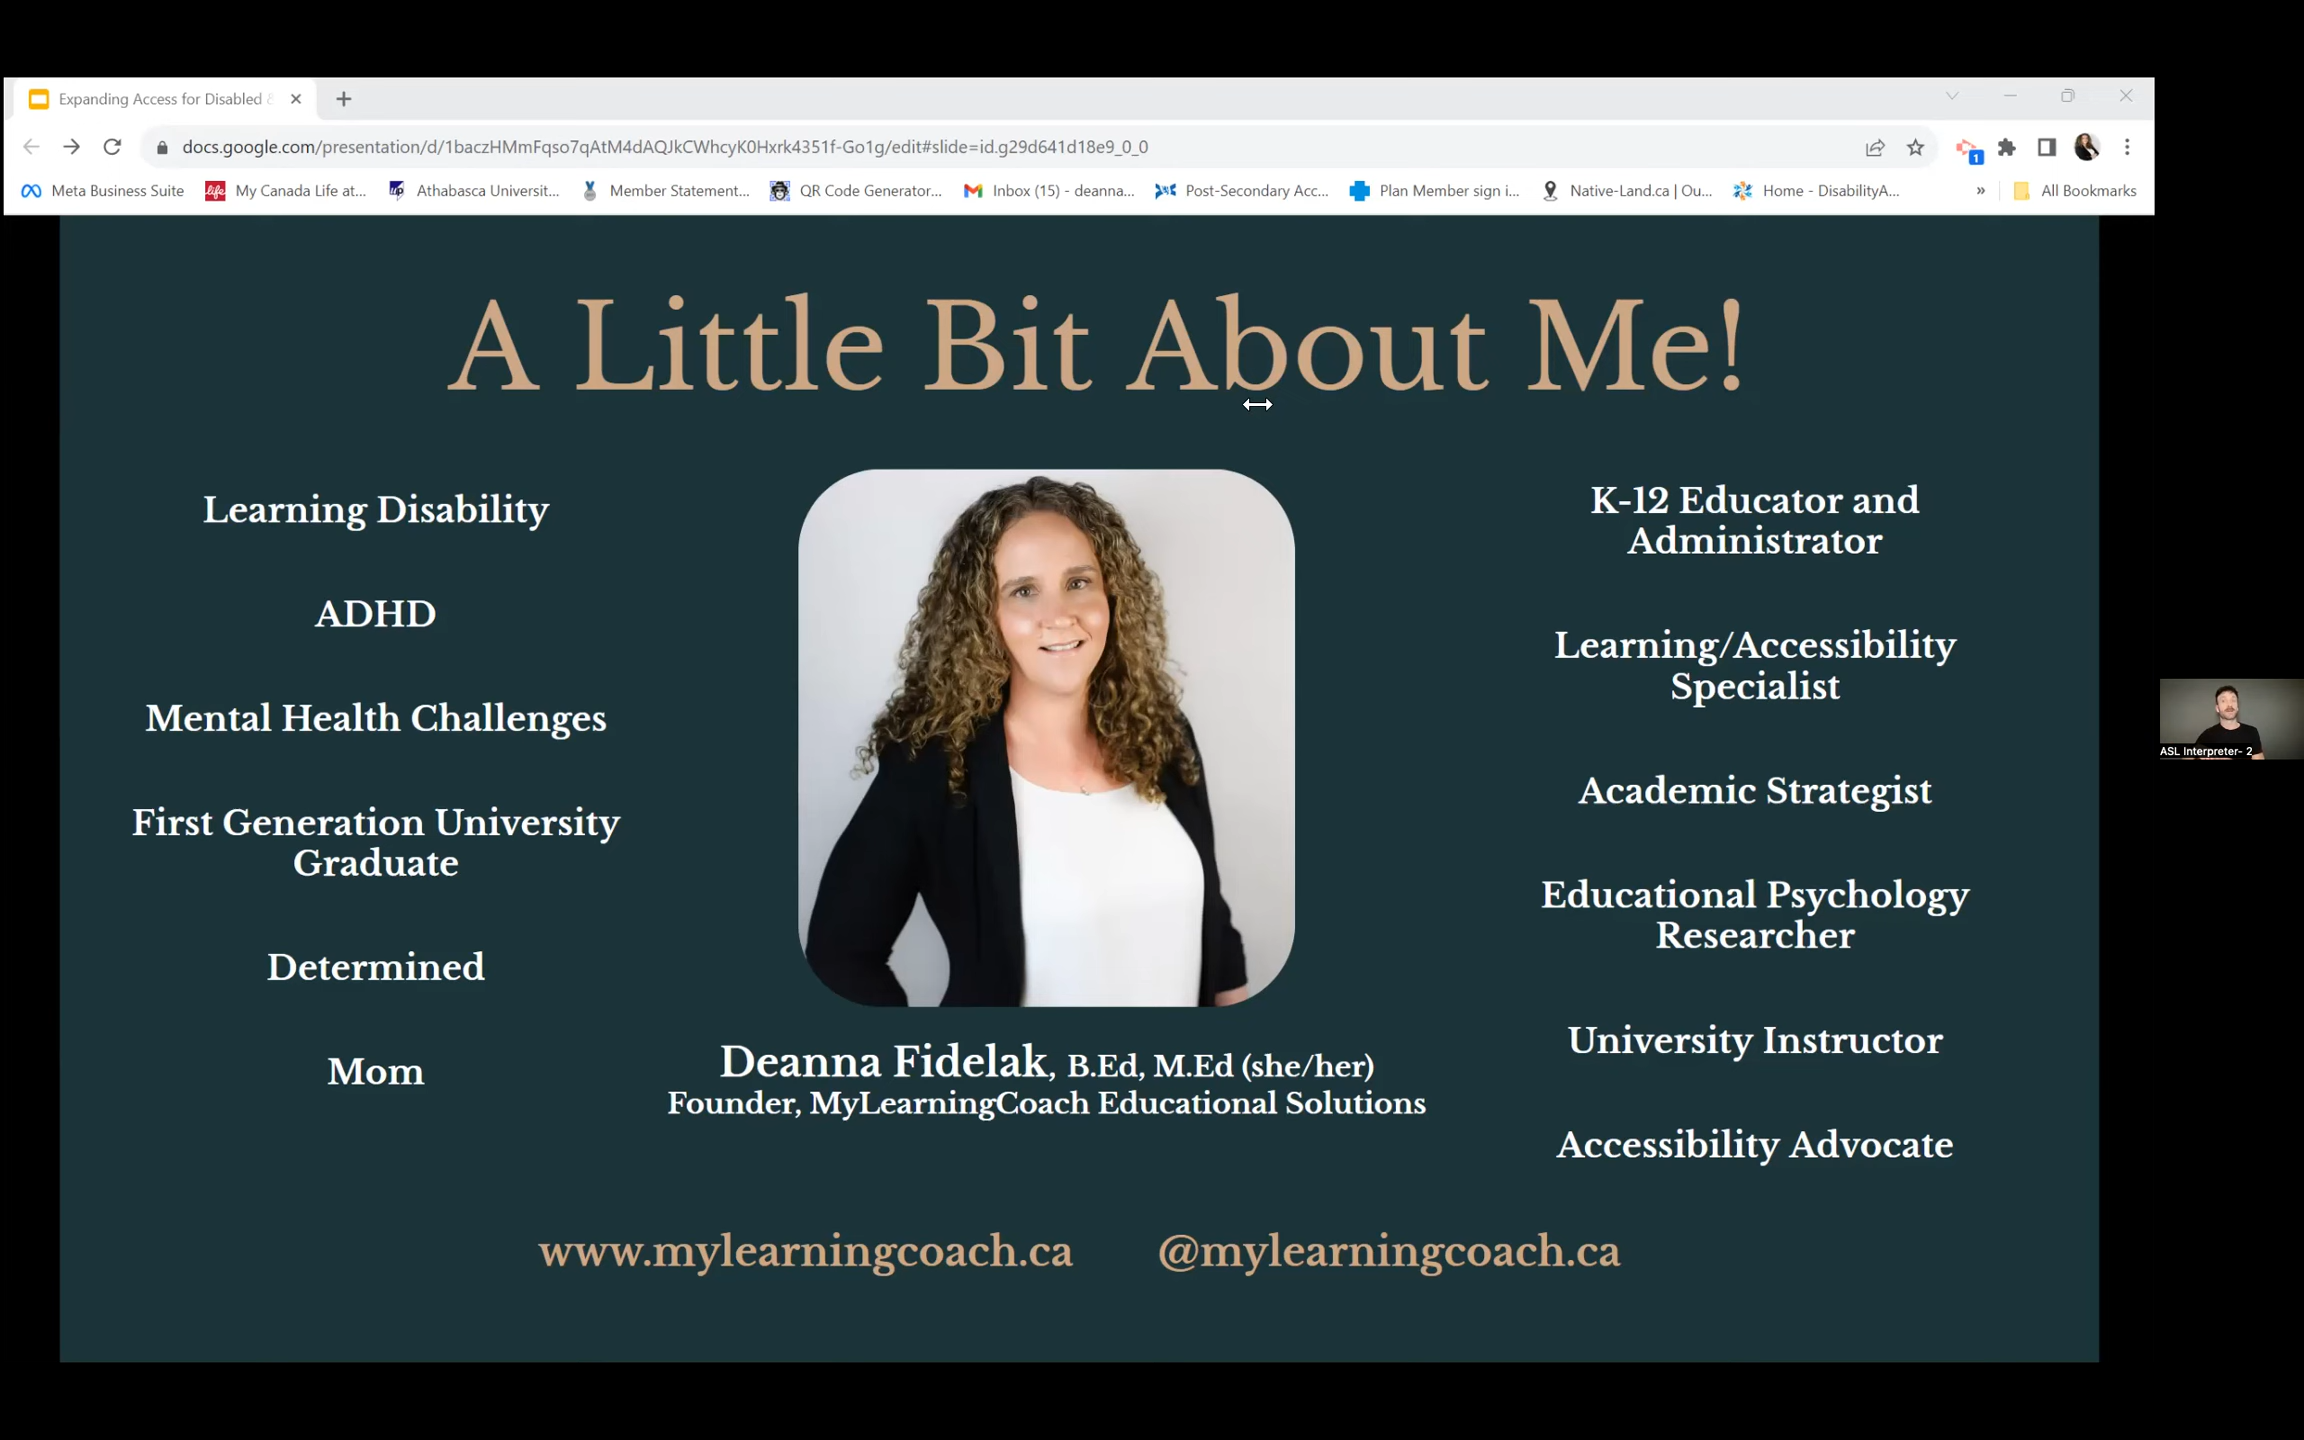 Expanding Access for Disabled &
docs.google.com/presentation/d/1baczHMmFqso7qAtM4dAQJkCWhcyK0Hxrk4351f-Go1g/edit#slide=id.g29d641d18e9_0_0
1
Meta Business Suite life My Canada Life at... Athabasca Universit... Member Statement... QR Code Generator... Inbox (15) - deanna... Post-Secondary Acc... Plan Member sign i... Native-Land.ca | Ou... Home - DisabilityA... » All Bookmarks
A Little Bit About Me!
Learning Disability
ADHD
Mental Health Challenges
First Generation University
Graduate
Determined
Mom
Deanna Fidelak, B.Ed, M.Ed (she/her)
Founder, MyLearningCoach Educational Solutions
K-12 Educator and
Administrator
Learning/Accessibility
Specialist
Academic Strategist
Educational Psychology
Researcher
University Instructor
Accessibility Advocate
www.mylearningcoach.ca @mylearningcoach.ca
ASL Interpreter- 2